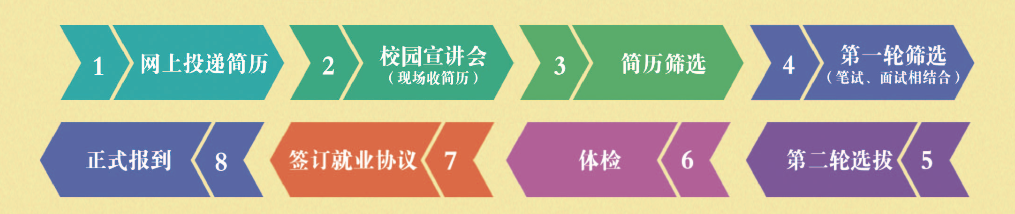 1 网上投递简历
2 校园宣讲会
（现场收简历）
3 简历筛选
4 第一轮筛选
（笔试、面试相结合）
5 第二轮选拔
6 体检
7 签订就业协议
8 正式报到